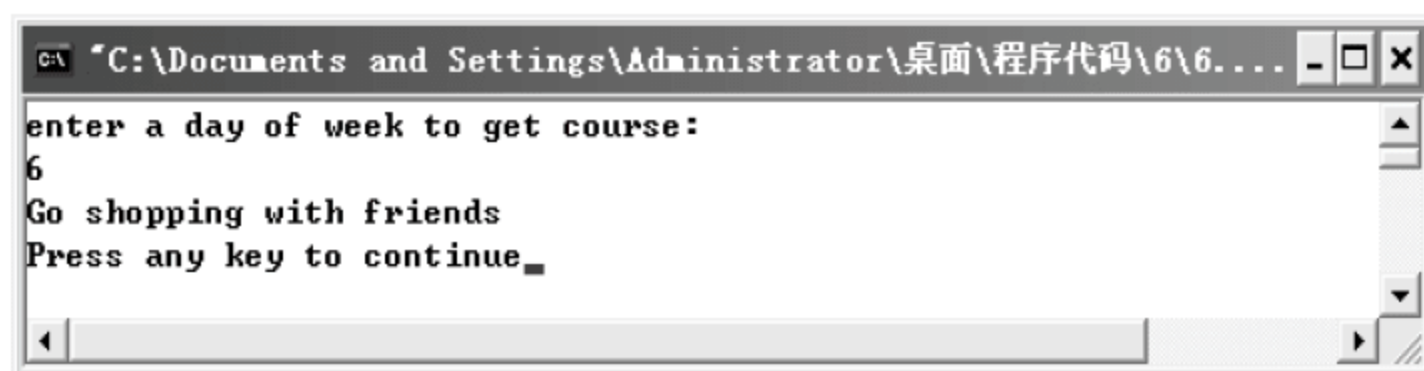 "C:\Documents and Settings\Administrator\桌面\程序代码\6\6....
enter a day of week to get course:
6
Go shopping with friends
Press any key to continue_